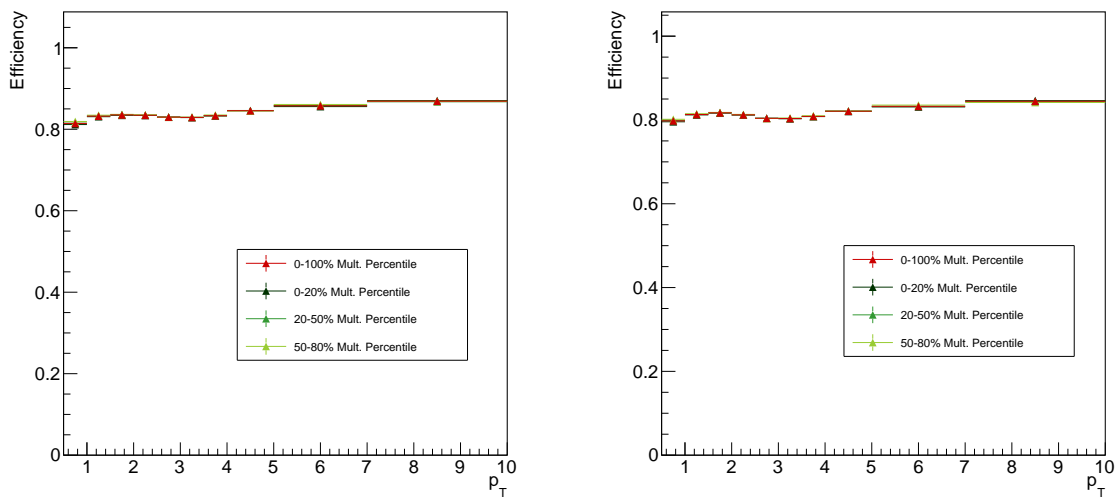 Efficiency
1
0.8
0.6
0.4
0.2
0
0-100% Mult. Percentile
0-20% Mult. Percentile
20-50% Mult. Percentile
50-80% Mult. Percentile
1 2 3 4 5 6 7 8 9 10
p_T
Efficiency
1
0.8
0.6
0.4
0.2
0
0-100% Mult. Percentile
0-20% Mult. Percentile
20-50% Mult. Percentile
50-80% Mult. Percentile
1 2 3 4 5 6 7 8 9 10
p_T